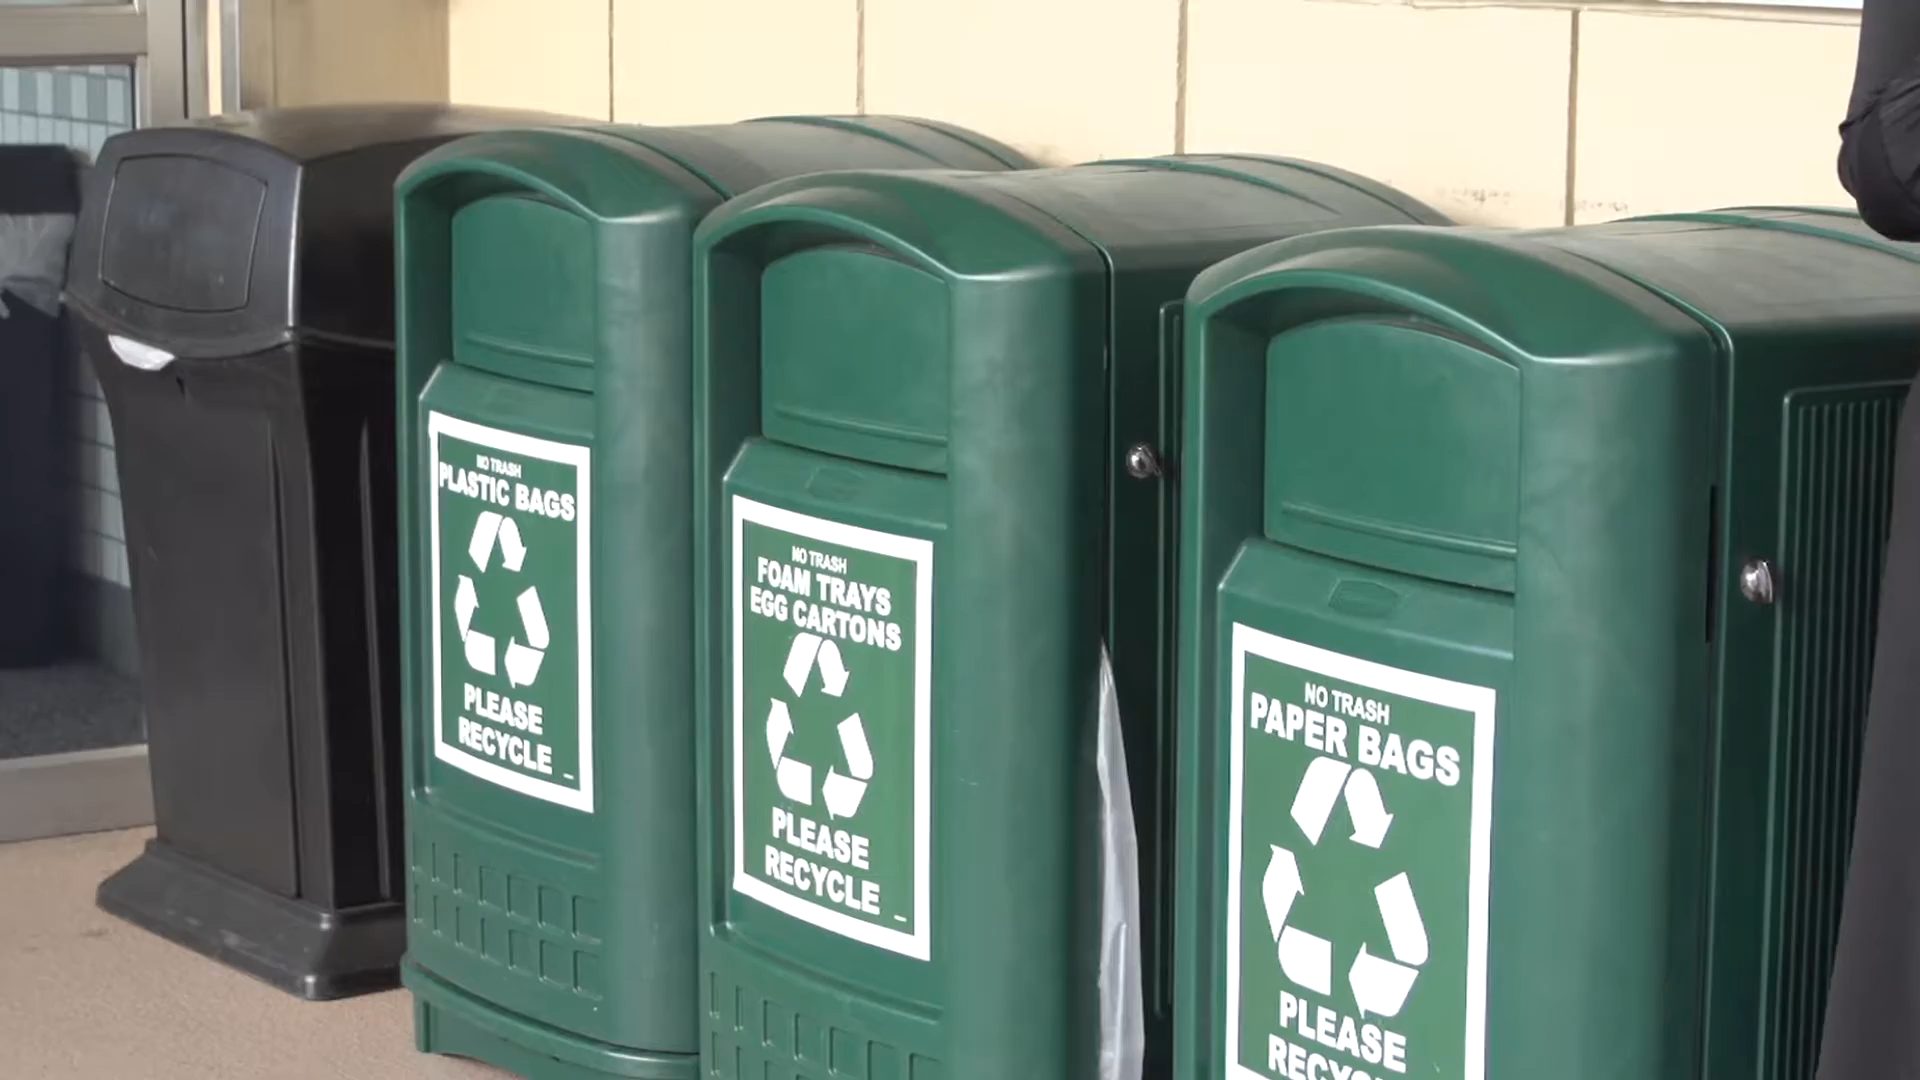 NO TRASH
PLASTIC BAGS
PLEASE
RECYCLE
NO TRASH
FOAM TRAYS
EGG CARTONS
PLEASE
RECYCLE
NO TRASH
PAPER BAGS
PLEASE